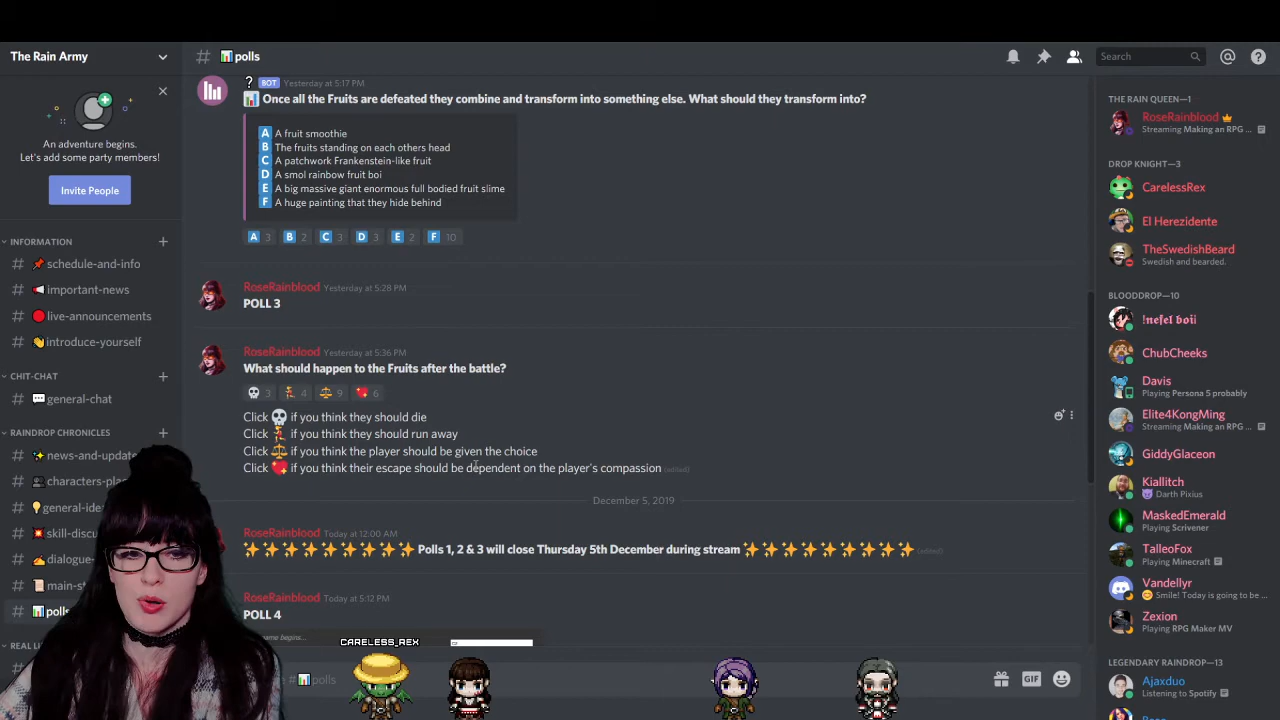 The Rain Army
# polls
Search
An adventure begins.
Let's add some party members!
Invite People
INFORMATION
# schedule-and-info
# important-news
# live-announcements
# introduce-yourself
CHIT-CHAT
# general-chat
RAINDROP CHRONICLES
# news-and-update
# characters-plac
# general-ide
# skill-discu
# dialogue-
# main-st
# polls
REAL LI
? BOT Yesterday at 5:17 PM
Once all the Fruits are defeated they combine and transform into something else. What should they transform into?
A A fruit smoothie
B The fruits standing on each others head
C A patchwork Frankenstein-like fruit
D A smol rainbow fruit boi
E A big massive giant enormous full bodied fruit slime
F A huge painting that they hide behind
A 3 B 2 C 3 D 3 E 2 F 10
RoseRainblood Yesterday at 5:28 PM
POLL 3
RoseRainblood Yesterday at 5:36 PM
What should happen to the Fruits after the battle?
3 4 9 6
Click if you think they should die
Click if you think they should run away
Click if you think the player should be given the choice
Click if you think their escape should be dependent on the player's compassion (edited)
December 5, 2019
RoseRainblood Today at 12:00 AM
Polls 1, 2 & 3 will close Thursday 5th December during stream (edited)
RoseRainblood Today at 5:12 PM
POLL 4
ame begins...
CARELESS_REX
# polls
GIF
THE RAIN QUEEN—1
RoseRainblood
Streaming Making an RPG ...
DROP KNIGHT—3
CarelessRex
El Herezidente
TheSwedishBeard
Swedish and bearded.
BLOODDROP—10
!𝖓𝖊𝖋𝖊𝖑 𝖇𝖔𝖎𝖎
ChubCheeks
Davis
Playing Persona 5 probably
Elite4KongMing
Streaming Making an RPG ...
GiddyGlaceon
Kiallitch
Darth Pixius
MaskedEmerald
Playing Scrivener
TalleoFox
Playing Minecraft
Vandellyr
Smile! Today is going to be ...
Zexion
Playing RPG Maker MV
LEGENDARY RAINDROP—13
Ajaxduo
Listening to Spotify